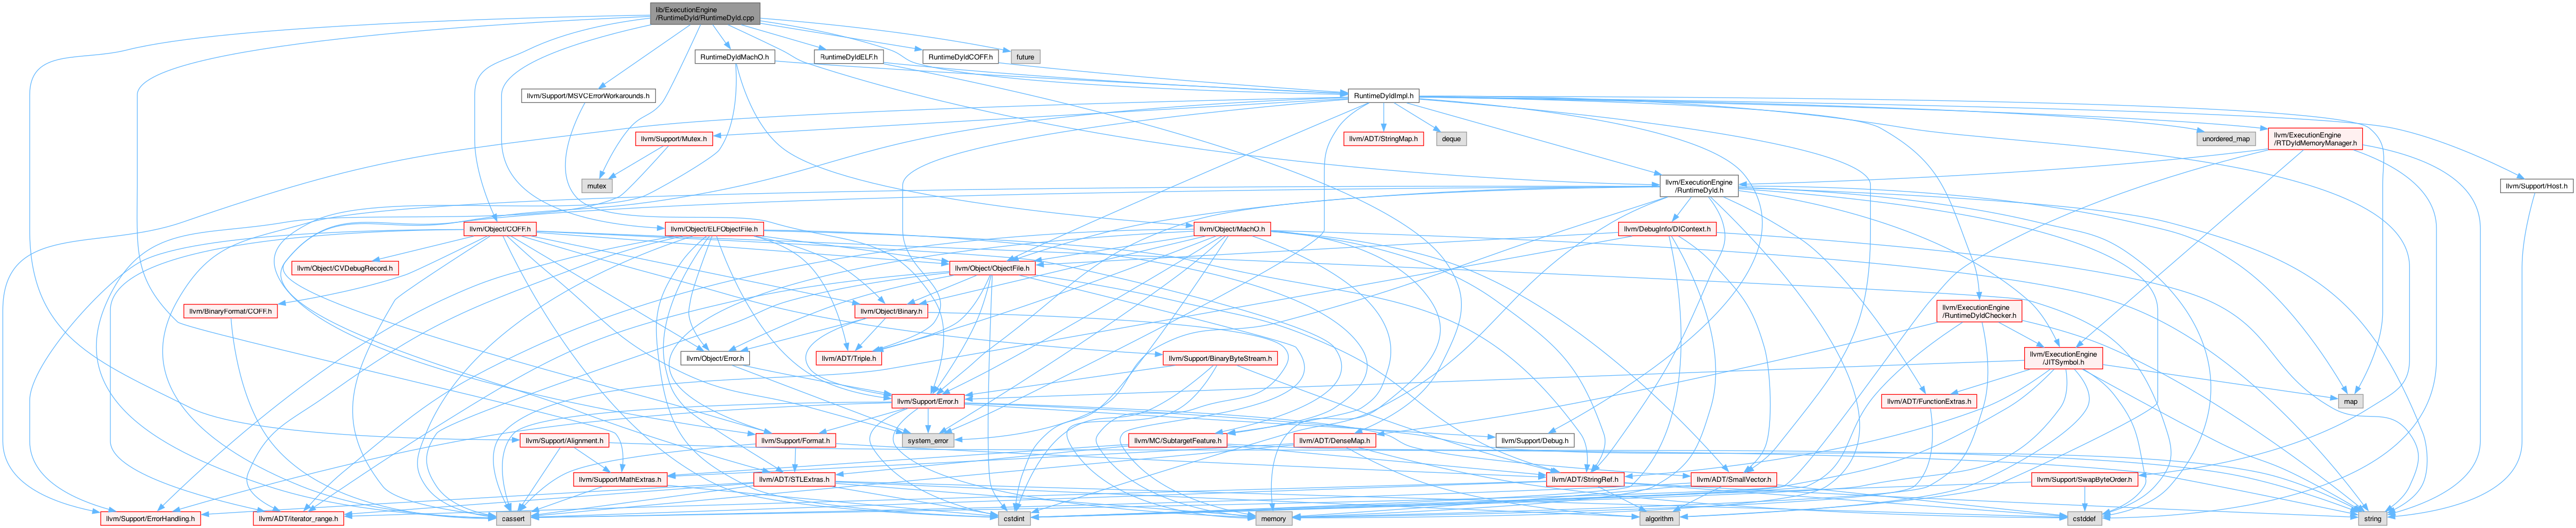 lib/ExecutionEngine
/RuntimeDyld/RuntimeDyld.cpp
RuntimeDyldMachO.h
RuntimeDyldELF.h
RuntimeDyldCOFF.h
future
llvm/Support/MSVCErrorWorkarounds.h
RuntimeDyldImpl.h
llvm/Support/Mutex.h
llvm/ADT/StringMap.h
deque
unordered_map
llvm/ExecutionEngine
/RTDyldMemoryManager.h
mutex
llvm/ExecutionEngine
/RuntimeDyld.h
llvm/Support/Host.h
llvm/Object/COFF.h
llvm/Object/ELFObjectFile.h
llvm/Object/MachO.h
llvm/DebugInfo/DIContext.h
llvm/Object/CVDebugRecord.h
llvm/Object/ObjectFile.h
llvm/BinaryFormat/COFF.h
llvm/Object/Binary.h
llvm/ExecutionEngine
/RuntimeDyldChecker.h
llvm/Object/Error.h
llvm/ADT/Triple.h
llvm/Support/BinaryByteStream.h
llvm/ExecutionEngine
/JITSymbol.h
llvm/Support/Error.h
llvm/ADT/FunctionExtras.h
map
llvm/Support/Alignment.h
llvm/Support/Format.h
system_error
llvm/MC/SubtargetFeature.h
llvm/ADT/DenseMap.h
llvm/Support/Debug.h
llvm/Support/MathExtras.h
llvm/ADT/STLExtras.h
llvm/ADT/StringRef.h
llvm/ADT/SmallVector.h
llvm/Support/SwapByteOrder.h
llvm/Support/ErrorHandling.h
llvm/ADT/iterator_range.h
cassert
cstdint
memory
algorithm
cstddef
string